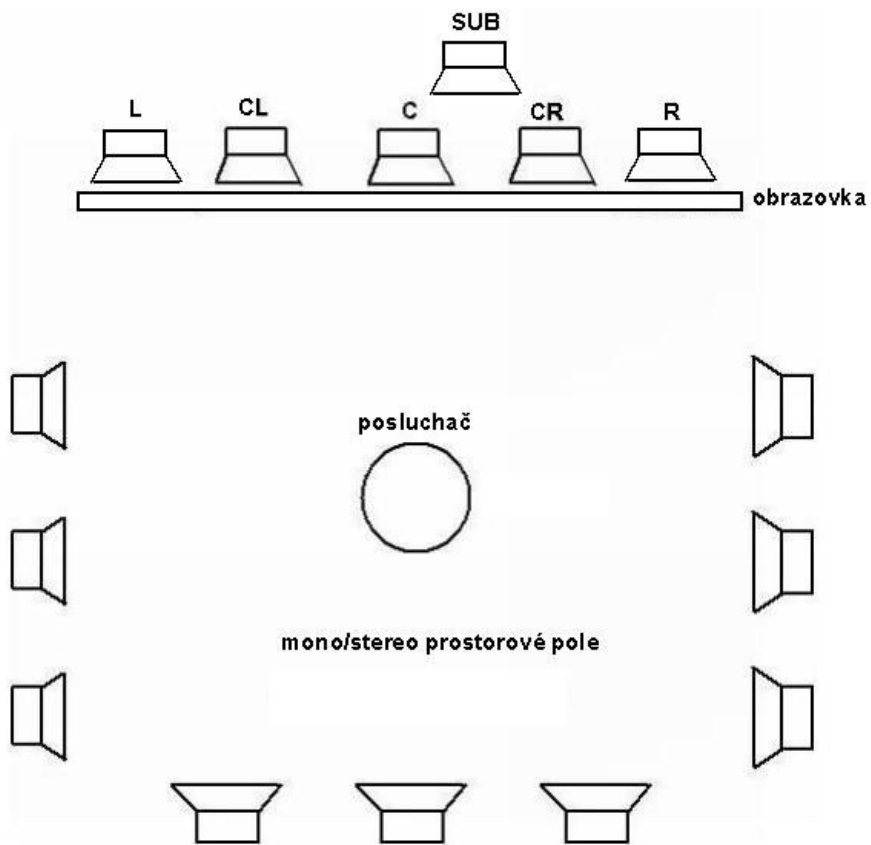 SUB
L
CL
C
CR
R
obrazovka
posluchač
mono/stereo prostorové pole